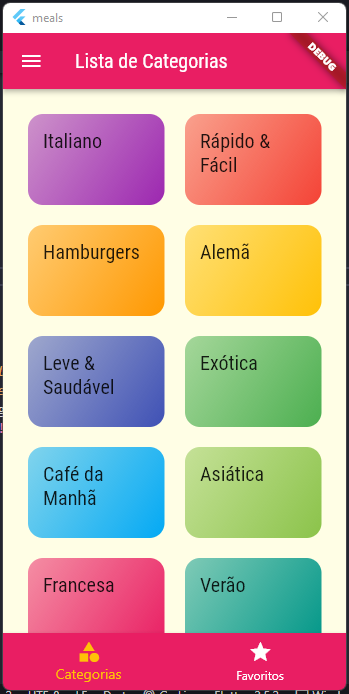 meals
Lista de Categorias
DEBUG
Italiano
Rápido &
Fácil
Hamburgers
Alemã
Leve &
Saudável
Exótica
Café da
Manhã
Asiática
Francesa
Verão
Categorias
Favoritos